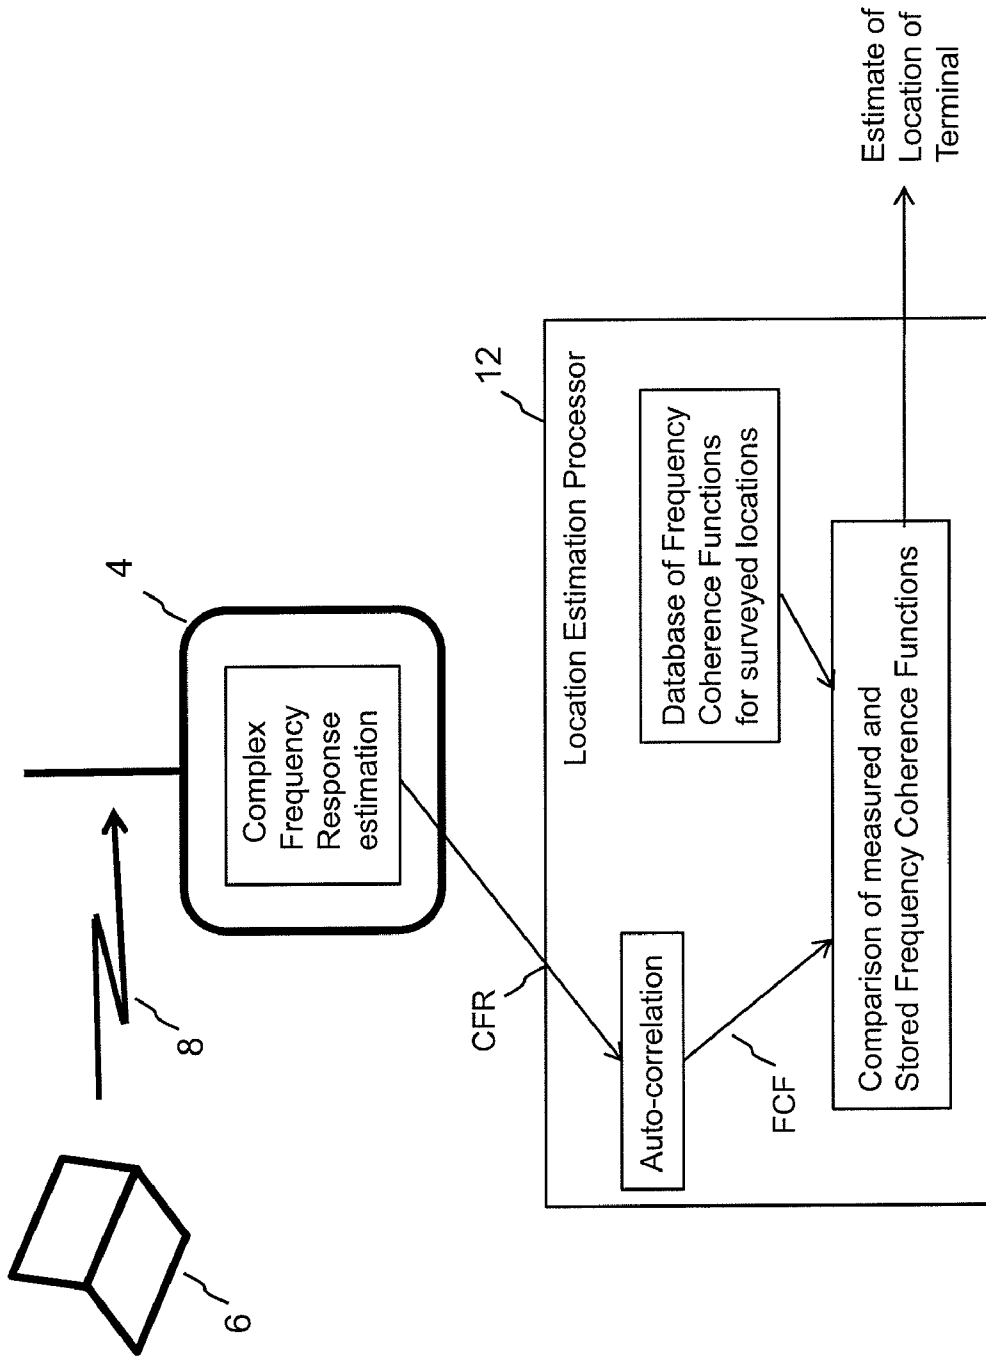 6
8
4
Complex
Frequency
Response
estimation
CFR
12
Location Estimation Processor
Auto-correlation
FCF
Database of Frequency
Coherence Functions
for surveyed locations
Comparison of measured and
Stored Frequency Coherence Functions
Estimate of
Location of
Terminal